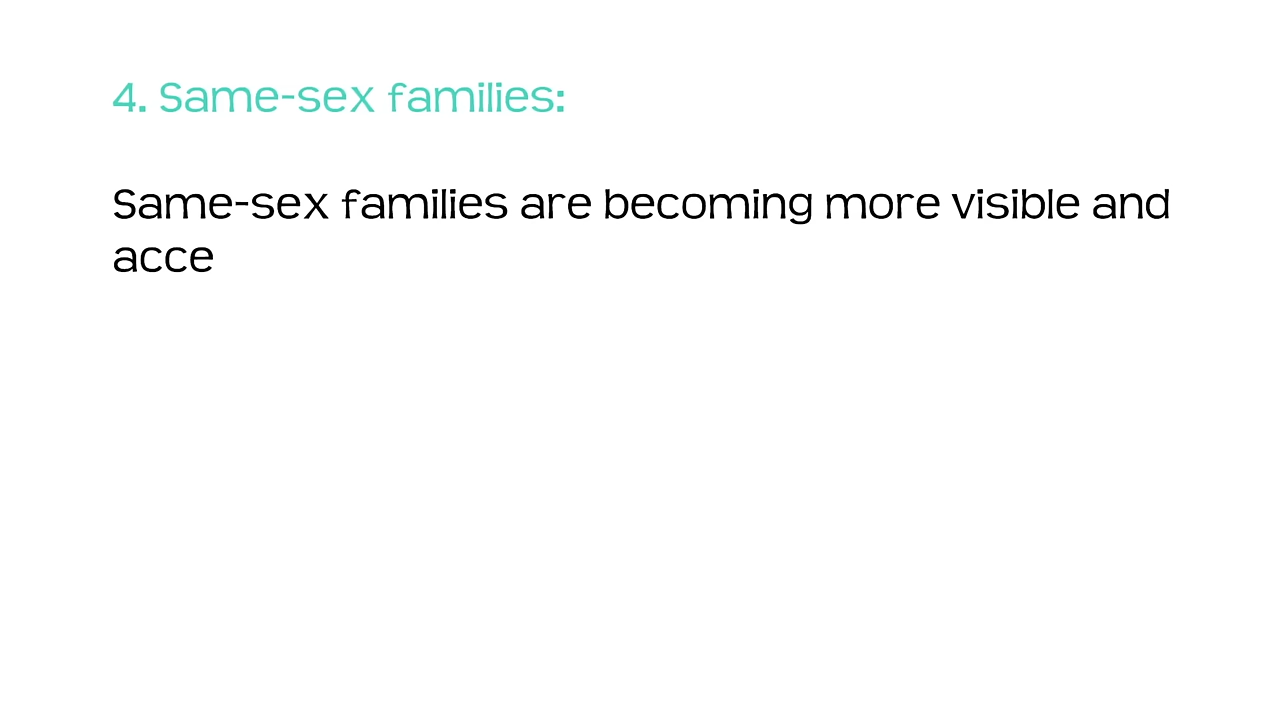 4. Same-sex families:
Same-sex families are becoming more visible and
acce